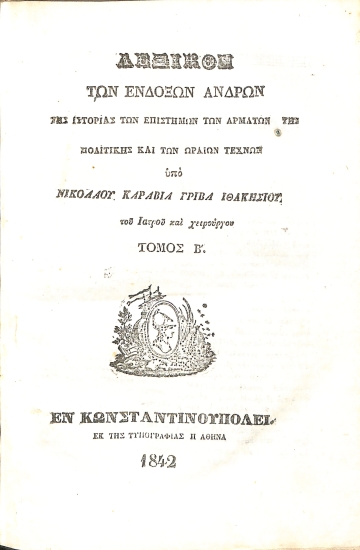 ΛΕΞΙΚΟΝ
ΤΩΝ ΕΝΔΟΞΩΝ ΑΝΔΡΩΝ
ΤΗΣ ΙΣΤΟΡΙΑΣ ΤΩΝ ΕΠΙΣΤΗΜΩΝ ΤΩΝ ΑΡΜΑΤΩΝ ΤΗΣ
ΠΟΛΙΤΙΚΗΣ ΚΑΙ ΤΩΝ ΩΡΑΙΩΝ ΤΕΧΝΩΝ
ὑπὸ
ΝΙΚΟΛΑΟΥ ΚΑΡΑΒΙΑ ΓΡΙΒΑ ΙΘΑΚΗΣΙΟΥ,
τοῦ Ιατροῦ καὶ χειρούργου
ΤΟΜΟΣ Β'.
ΕΝ ΚΩΝΣΤΑΝΤΙΝΟΥΠΟΛΕΙ
ΕΚ ΤΗΣ ΤΥΠΟΓΡΑΦΙΑΣ Η ΑΘΗΝΑ
1842